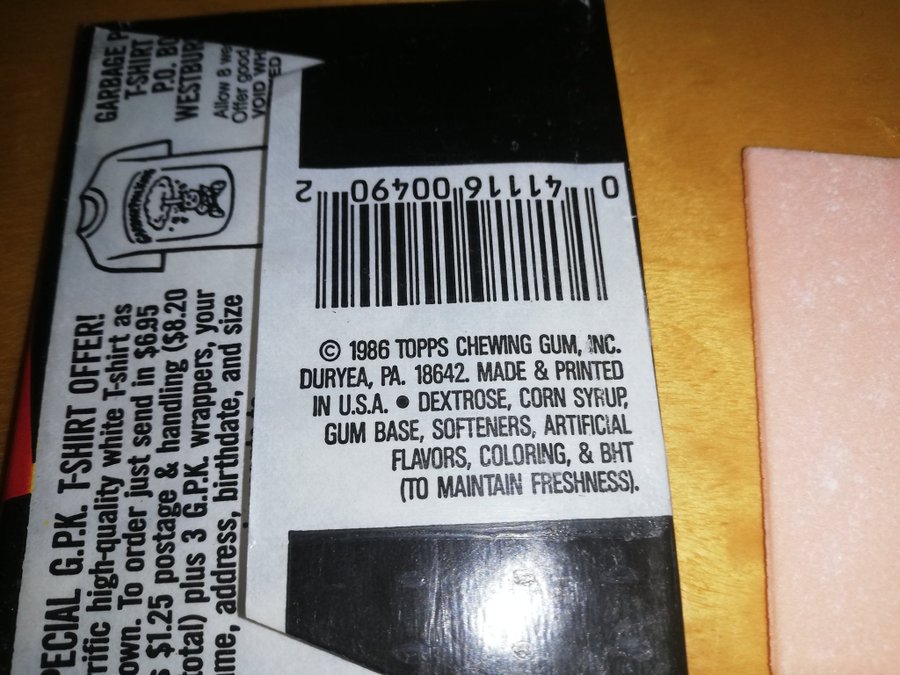 PECIAL G.P.K. T-SHIRT OFFER!
rrific high-quality white T-shirt as
own. To order just send in $6.95
s $1.25 postage & handling ($8.20
total) plus 3 G.P.K. wrappers, your
me, address, birthdate, and size
GARBAGE P
T-SHIRT
P.O. BO
WESTBUR
Allow 8 we
Offer good
VOID WH
ED
0 41116 00490 2
© 1986 TOPPS CHEWING GUM, INC.
DURYEA, PA. 18642. MADE & PRINTED
IN U.S.A. • DEXTROSE, CORN SYRUP,
GUM BASE, SOFTENERS, ARTIFICIAL
FLAVORS, COLORING, & BHT
(TO MAINTAIN FRESHNESS).